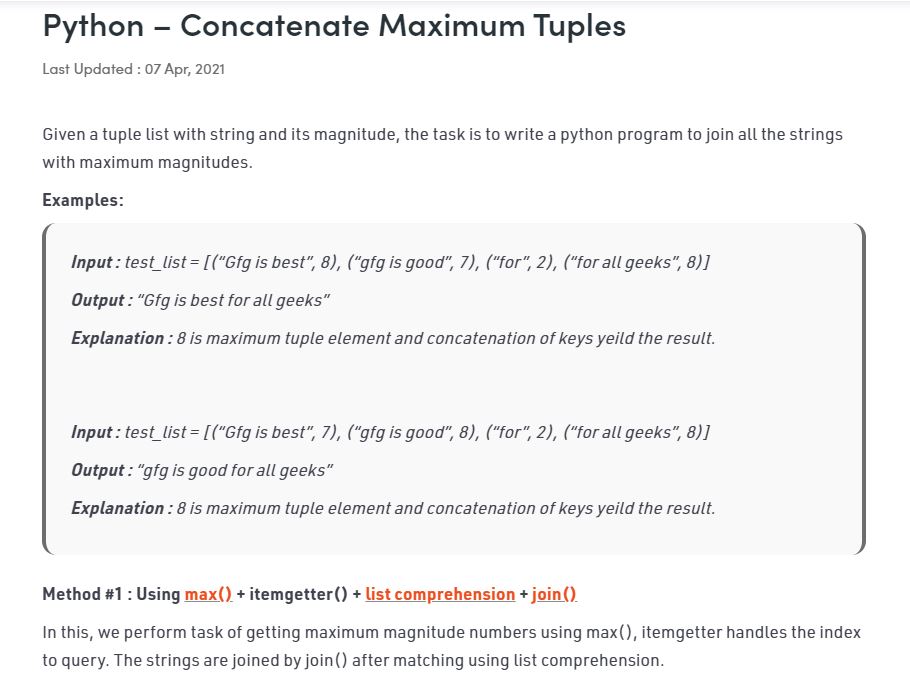 Python – Concatenate Maximum Tuples
Last Updated : 07 Apr, 2021
Given a tuple list with string and its magnitude, the task is to write a python program to join all the strings
with maximum magnitudes.
Examples:
Input : test_list = [(“Gfg is best”, 8), (“gfg is good”, 7), (“for”, 2), (“for all geeks”, 8)]
Output : “Gfg is best for all geeks”
Explanation : 8 is maximum tuple element and concatenation of keys yeild the result.
Input : test_list = [(“Gfg is best”, 7), (“gfg is good”, 8), (“for”, 2), (“for all geeks”, 8)]
Output : “gfg is good for all geeks”
Explanation : 8 is maximum tuple element and concatenation of keys yeild the result.
Method #1 : Using max() + itemgetter() + list comprehension + join()
In this, we perform task of getting maximum magnitude numbers using max(), itemgetter handles the index
to query. The strings are joined by join() after matching using list comprehension.